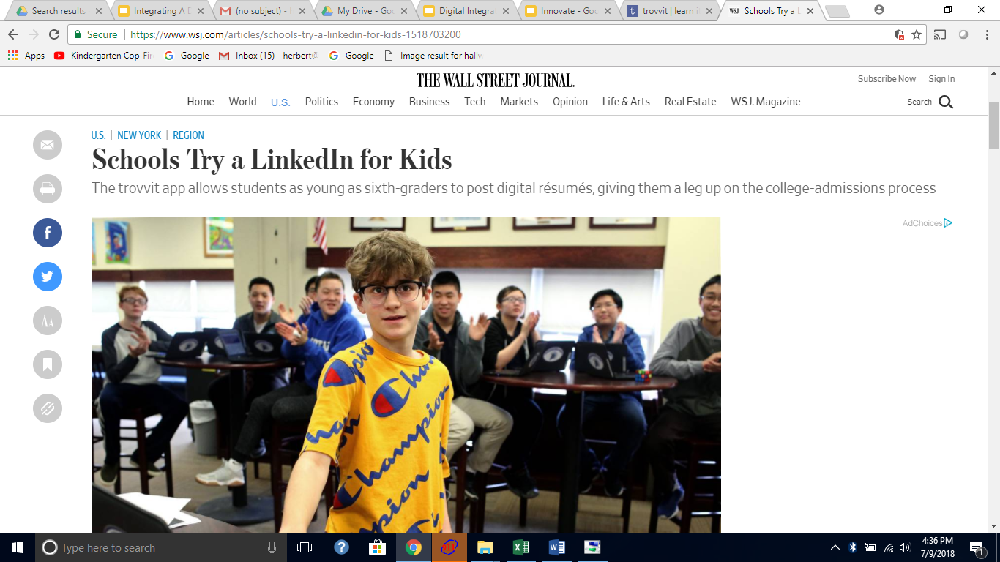 Search results
Integrating A D
(no subject) - h
My Drive - Goo
Digital Integrat
Innovate - Goo
trovvit | learn it
WSJ Schools Try a L
Secure
https://www.wsj.com/articles/schools-try-a-linkedin-for-kids-1518703200
Apps
Kindergarten Cop-Fir
Google
Inbox (15) - herbert@
Google
Image result for hallw
THE WALL STREET JOURNAL.
Subscribe Now | Sign In
Home World U.S. Politics Economy Business Tech Markets Opinion Life & Arts Real Estate WSJ. Magazine
Search
U.S. | NEW YORK | REGION
Schools Try a LinkedIn for Kids
The trovvit app allows students as young as sixth-graders to post digital résumés, giving them a leg up on the college-admissions process
AdChoices
AA
Champion
Champion
Champion
Type here to search
4:36 PM
7/9/2018
1